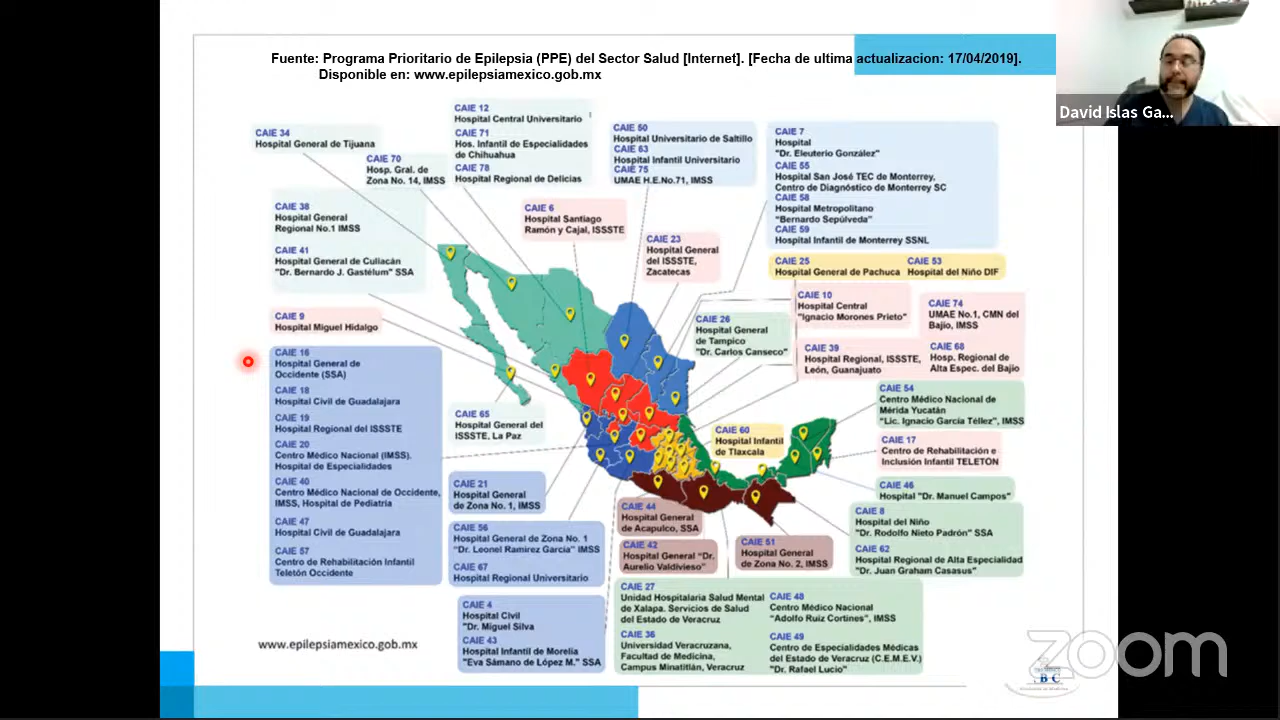 Fuente: Programa Prioritario de Epilepsia (PPE) del Sector Salud [Internet]. [Fecha de ultima actualizacion: 17/04/2019].
Disponible en: www.epilepsiamexico.gob.mx
David Islas Ga...
CAIE 34
Hospital General de Tijuana
CAIE 70
Hosp. Gral. de
Zona No. 14, IMSS
CAIE 12
Hospital Central Universitario
CAIE 71
Hos. Infantil de Especialidades
de Chihuahua
CAIE 78
Hospital Regional de Delicias
CAIE 50
Hospital Universitario de Saltillo
CAIE 63
Hospital Infantil Universitario
CAIE 75
UMAE H.E.No.71, IMSS
CAIE 7
Hospital
"Dr. Eleuterio González"
CAIE 55
Hospital San José TEC de Monterrey,
Centro de Diagnóstico de Monterrey SC
CAIE 58
Hospital Metropolitano
"Bernardo Sepúlveda"
CAIE 59
Hospital Infantil de Monterrey SSNL
CAIE 38
Hospital General
Regional No.1 IMSS
CAIE 41
Hospital General de Culiacán
"Dr. Bernardo J. Gastélum" SSA
CAIE 6
Hospital Santiago
Ramón y Cajal, ISSSTE
CAIE 23
Hospital General
del ISSSTE,
Zacatecas
CAIE 25
Hospital General de Pachuca
CAIE 53
Hospital del Niño DIF
CAIE 10
Hospital Central
"Ignacio Morones Prieto"
CAIE 74
UMAE No.1, CMN del
Bajío, IMSS
CAIE 9
Hospital Miguel Hidalgo
CAIE 26
Hospital General
de Tampico
"Dr. Carlos Canseco"
CAIE 39
Hospital Regional, ISSSTE,
León, Guanajuato
CAIE 68
Hosp. Regional de
Alta Espec. del Bajío
CAIE 16
Hospital General de
Occidente (SSA)
CAIE 18
Hospital Civil de Guadalajara
CAIE 19
Hospital Regional del ISSSTE
CAIE 20
Centro Médico Nacional (IMSS).
Hospital de Especialidades
CAIE 40
Centro Médico Nacional de Occidente,
IMSS, Hospital de Pediatría
CAIE 47
Hospital Civil de Guadalajara
CAIE 57
Centro de Rehabilitación Infantil
Teletón Occidente
CAIE 65
Hospital General del
ISSSTE, La Paz
CAIE 54
Centro Médico Nacional de
Mérida Yucatán
"Lic. Ignacio García Téllez", IMSS
CAIE 60
Hospital Infantil
de Tlaxcala
CAIE 17
Centro de Rehabilitación e
Inclusión Infantil TELETON
CAIE 46
Hospital "Dr. Manuel Campos"
CAIE 21
Hospital General
de Zona No. 1, IMSS
CAIE 44
Hospital General
de Acapulco, SSA
CAIE 42
Hospital General "Dr.
Aurelio Valdivieso"
CAIE 51
Hospital General
de Zona No. 2, IMSS
CAIE 8
Hospital del Niño
"Dr. Rodolfo Nieto Padrón" SSA
CAIE 62
Hospital Regional de Alta Especialidad
"Dr. Juan Graham Casasus"
CAIE 56
Hospital General de Zona No. 1
"Dr. Leonel Ramírez García" IMSS
CAIE 67
Hospital Regional Universitario
CAIE 4
Hospital Civil
"Dr. Miguel Silva
CAIE 43
Hospital Infantil de Morelia
"Eva Sámano de López M." SSA
CAIE 27
Unidad Hospitalaria Salud Mental
de Xalapa. Servicios de Salud
del Estado de Veracruz
CAIE 36
Universidad Veracruzana,
Facultad de Medicina,
Campus Minatitlán, Veracruz
CAIE 48
Centro Médico Nacional
"Adolfo Ruiz Cortines", IMSS
CAIE 49
Centro de Especialidades Médicas
del Estado de Veracruz (C.E.M.E.V.)
"Dr. Rafael Lucio"
www.epilepsiamexico.gob.mx
zoom